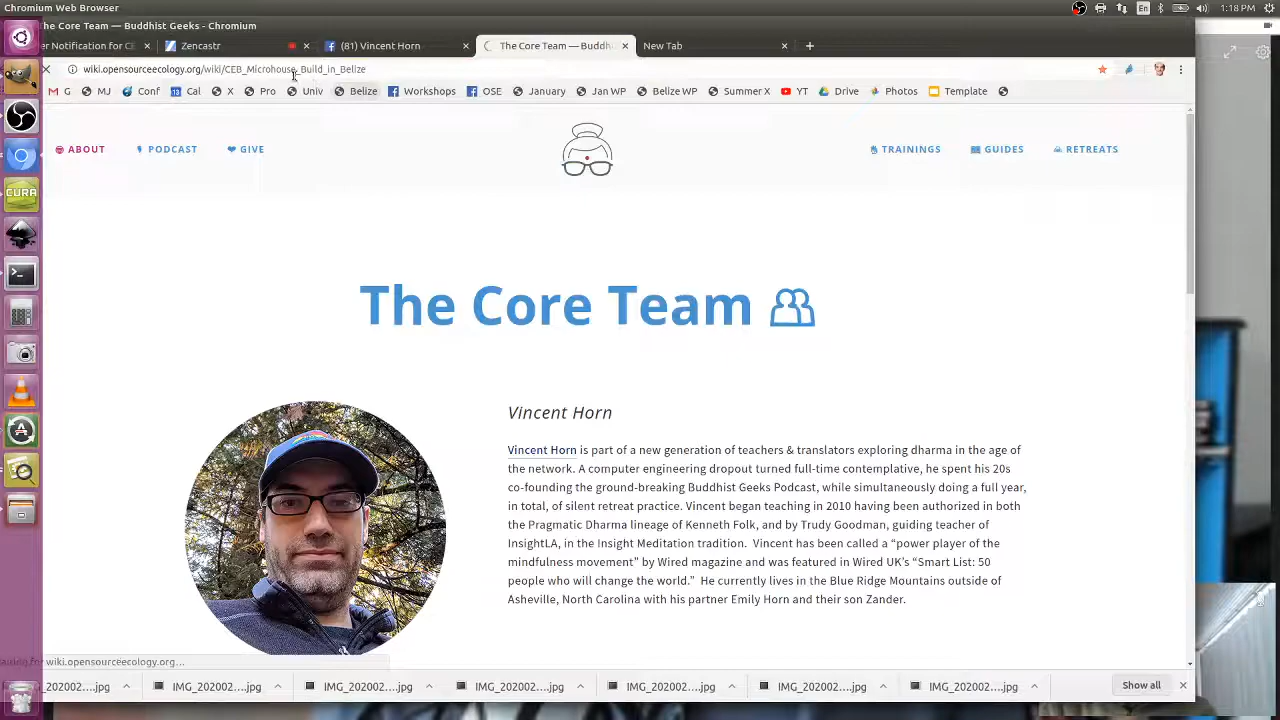 Chromium Web Browser
En
1:18 PM
The Core Team — Buddhist Geeks - Chromium
er Notification for CE
Zencastr
(81) Vincent Horn
The Core Team — Buddh
New Tab
wiki.opensourceecology.org/wiki/CEB_Microhouse_Build_in_Belize
G
MJ
Conf
Cal
X
Pro
Univ
Belize
Workshops
OSE
January
Jan WP
Belize WP
Summer X
YT
Drive
Photos
Template
ABOUT
PODCAST
GIVE
TRAININGS
GUIDES
RETREATS
The Core Team
Vincent Horn
Vincent Horn is part of a new generation of teachers & translators exploring dharma in the age of
the network. A computer engineering dropout turned full-time contemplative, he spent his 20s
co-founding the ground-breaking Buddhist Geeks Podcast, while simultaneously doing a full year,
in total, of silent retreat practice. Vincent began teaching in 2010 having been authorized in both
the Pragmatic Dharma lineage of Kenneth Folk, and by Trudy Goodman, guiding teacher of
InsightLA, in the Insight Meditation tradition. Vincent has been called a “power player of the
mindfulness movement” by Wired magazine and was featured in Wired UK’s “Smart List: 50
people who will change the world.” He currently lives in the Blue Ridge Mountains outside of
Asheville, North Carolina with his partner Emily Horn and their son Zander.
wiki.opensourceecology.org...
IMG_202002....jpg
IMG_202002....jpg
IMG_202002....jpg
IMG_202002....jpg
IMG_202002....jpg
IMG_202002....jpg
Show all
CURA